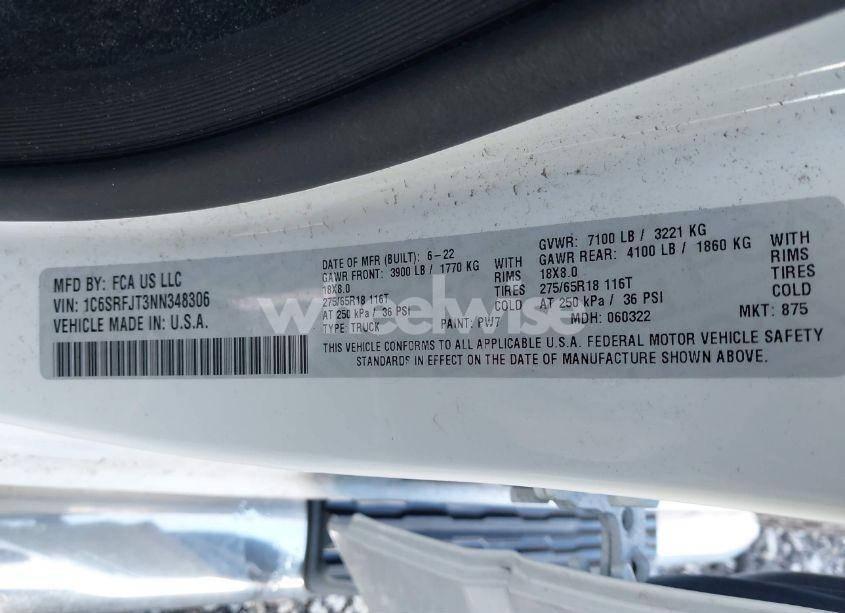 MFD BY: FCA US LLC
VIN: 1C6SRFJT3NN348306
VEHICLE MADE IN: U.S.A.
DATE OF MFR (BUILT): 6-22
GAWR FRONT: 3900 LB / 1770 KG WITH
18X8.0 RIMS
275/65R18 116T TIRES
AT 250 kPa / 36 PSI COLD
TYPE: TRUCK PAINT: PW7
GVWR: 7100 LB / 3221 KG
GAWR REAR: 4100 LB / 1860 KG WITH
18X8.0 RIMS
275/65R18 116T TIRES
AT 250 kPa / 36 PSI COLD
MDH: 060322 MKT: 875
THIS VEHICLE CONFORMS TO ALL APPLICABLE U.S.A. FEDERAL MOTOR VEHICLE SAFETY
STANDARDS IN EFFECT ON THE DATE OF MANUFACTURE SHOWN ABOVE.
wheelwise